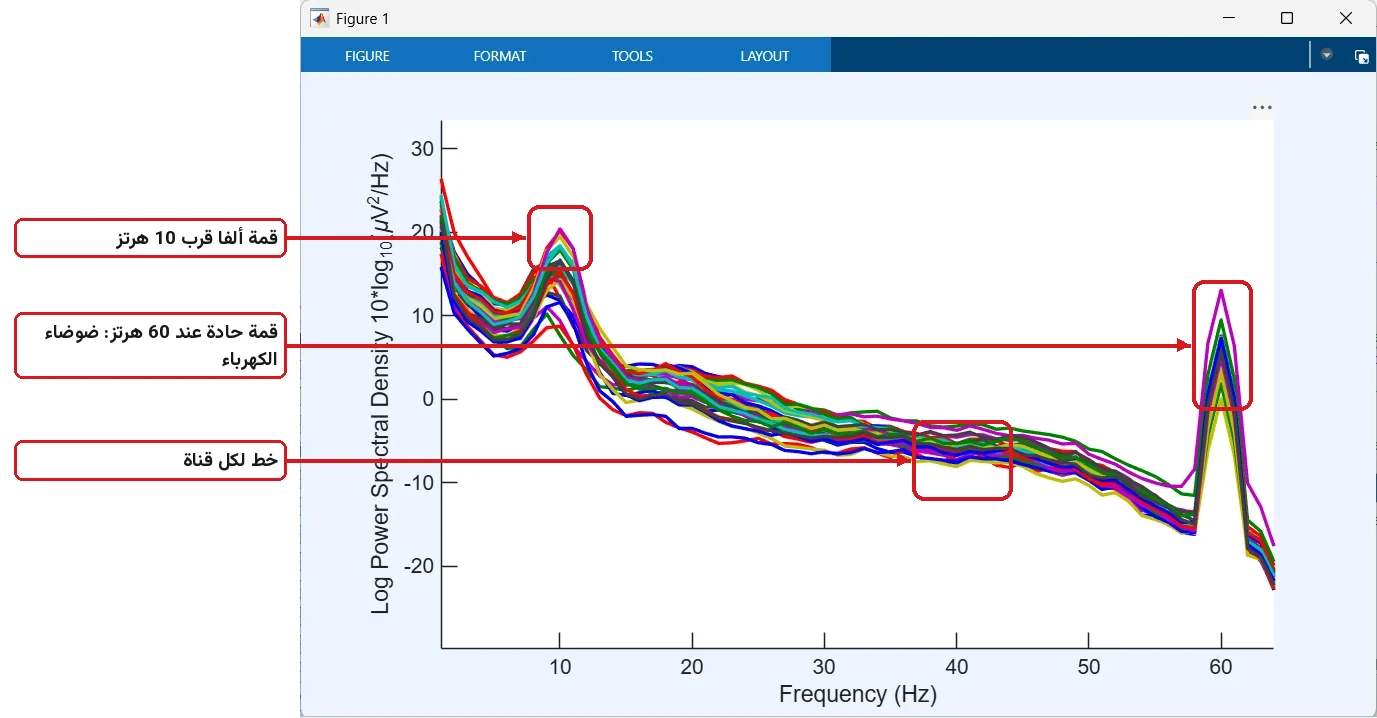 Figure 1
FIGURE FORMAT TOOLS LAYOUT
قمة ألفا قرب 10 هرتز
قمة حادة عند 60 هرتز: ضوضاء
الكهرباء
خط لكل قناة
Log Power Spectral Density 10*log10(μV²/Hz)
30
20
10
0
-10
-20
10 20 30 40 50 60
Frequency (Hz)